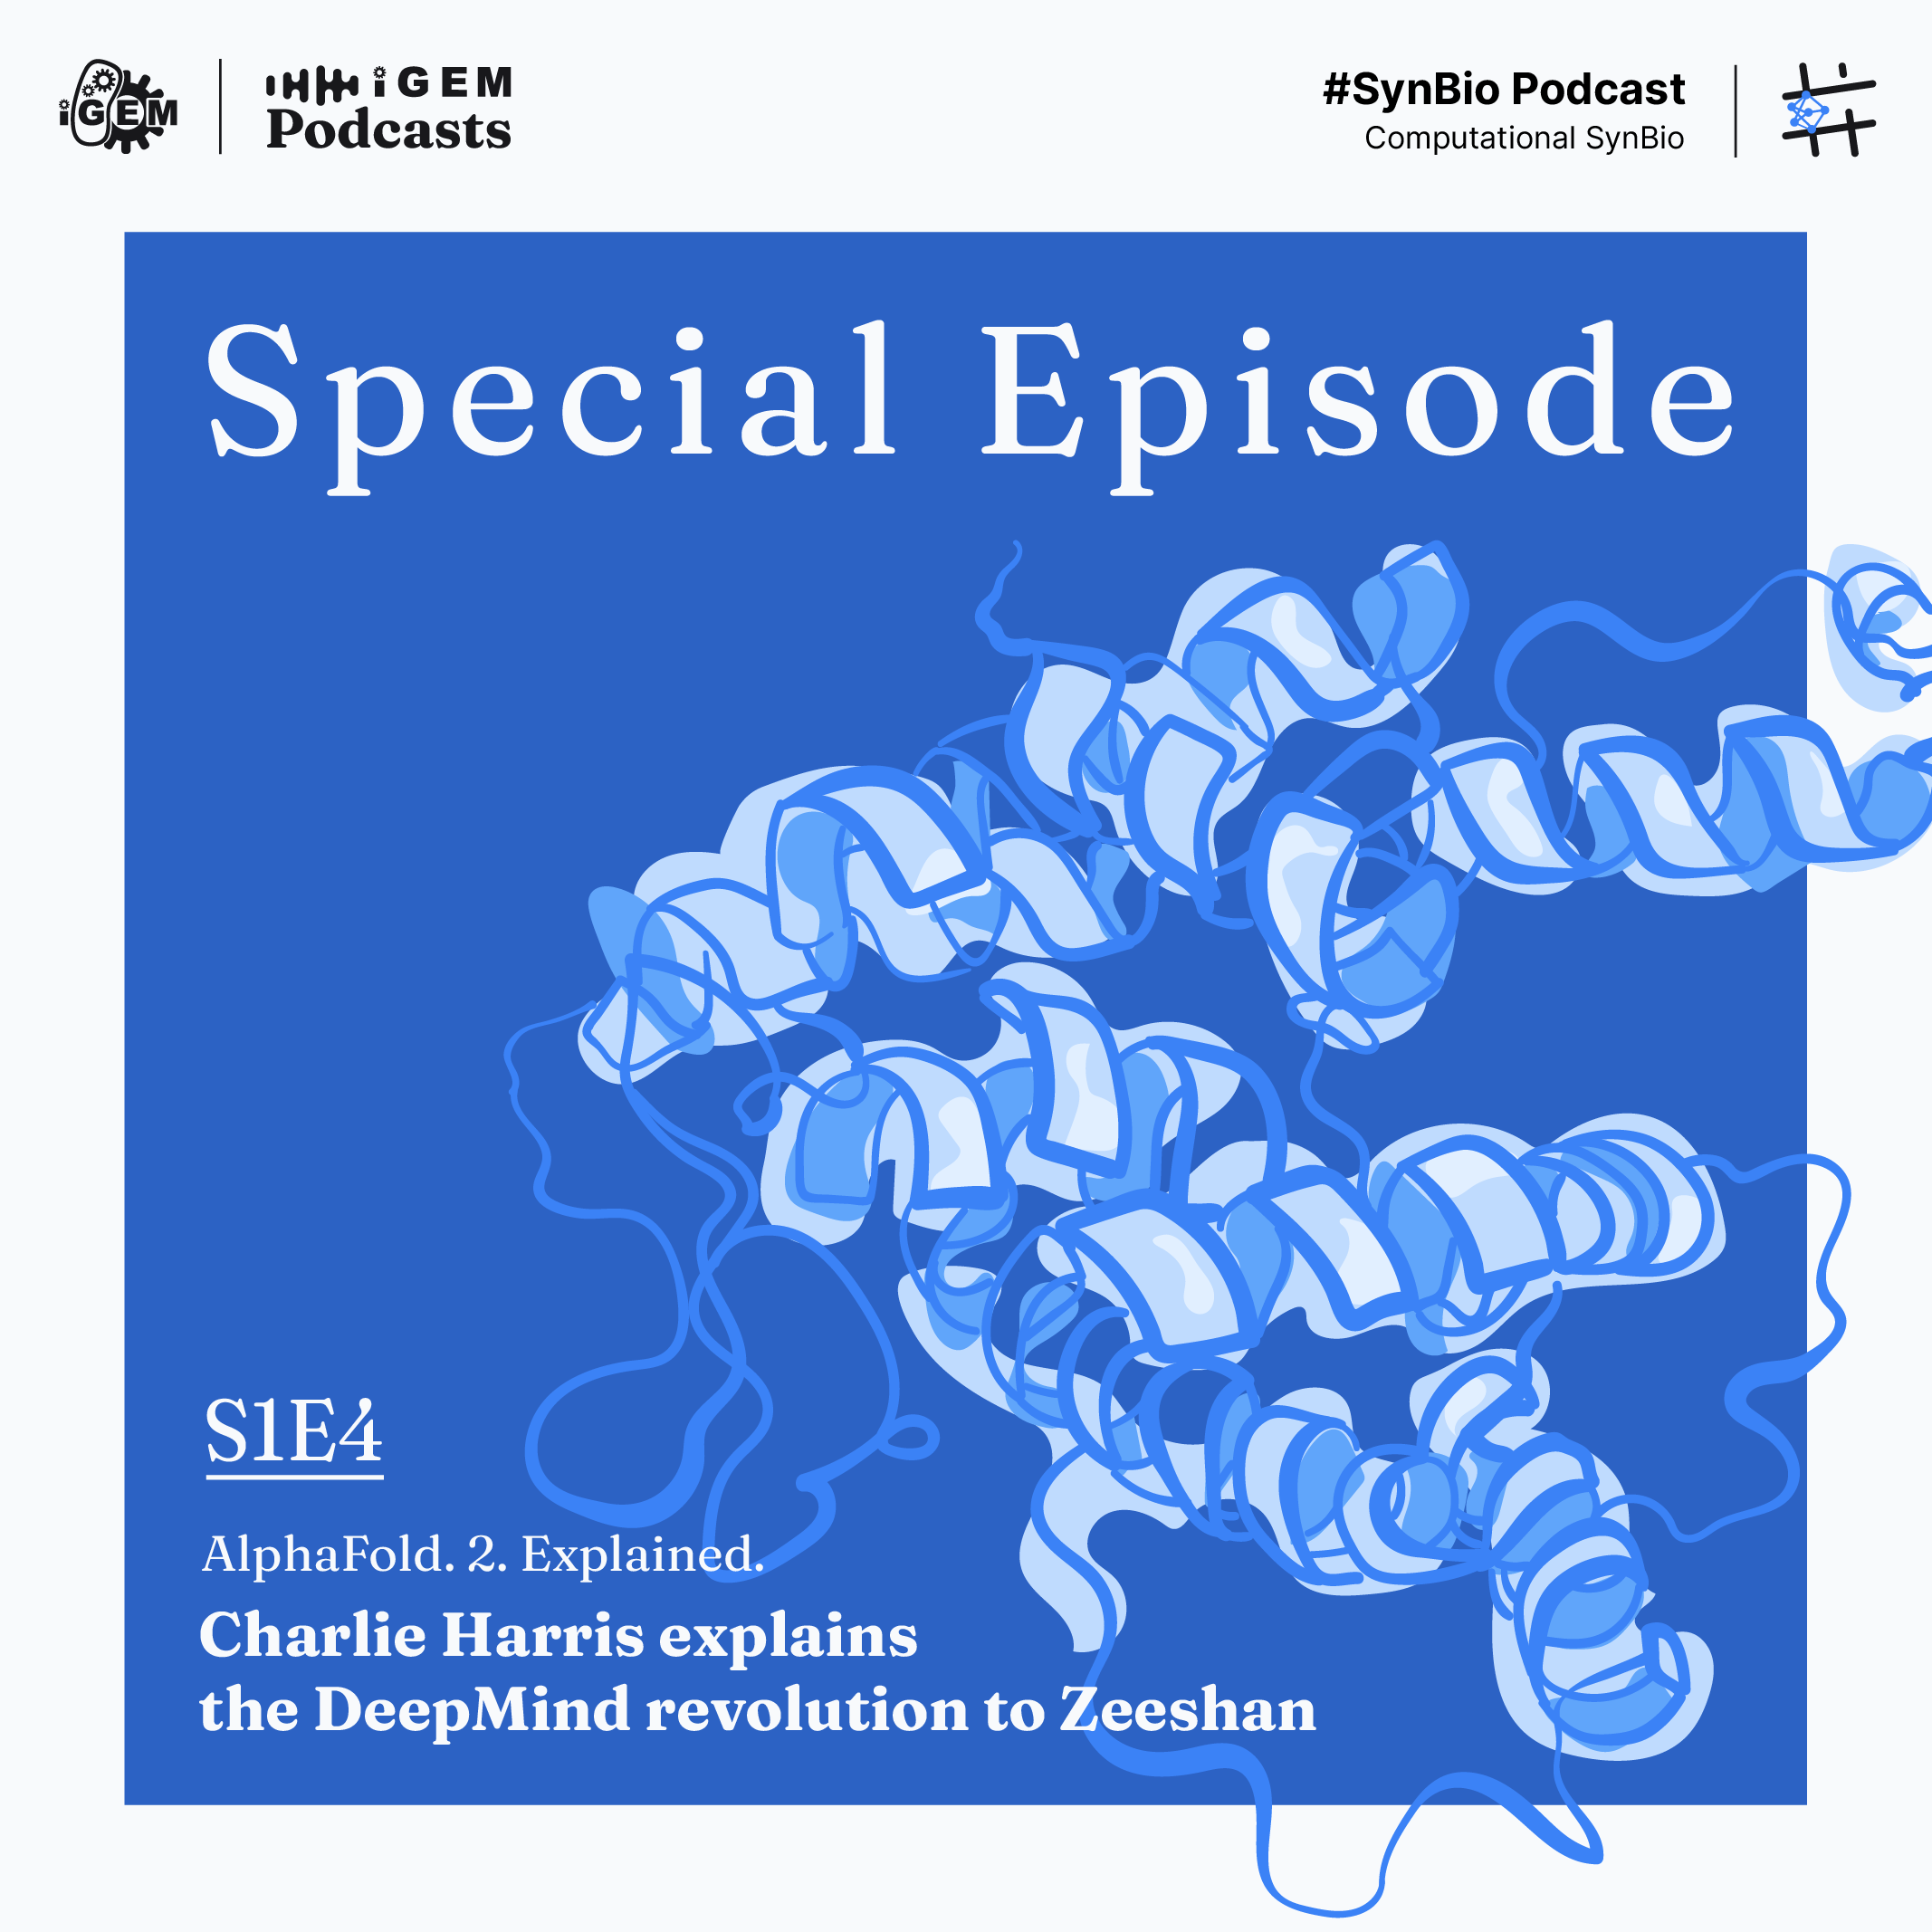 iGEM
iGEM
Podcasts
#SynBio Podcast
Computational SynBio
Special Episode
S1E4
AlphaFold. 2. Explained.
Charlie Harris explains
the DeepMind revolution to Zeeshan